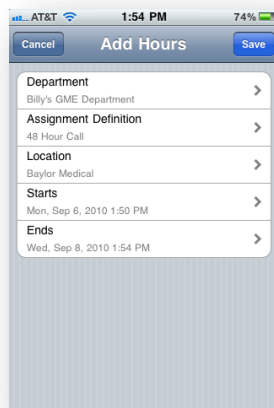 AT&T 1:54 PM 74%
Cancel Add Hours Save
Department
Billy's GME Department
Assignment Definition
48 Hour Call
Location
Baylor Medical
Starts
Mon, Sep 6, 2010 1:50 PM
Ends
Wed, Sep 8, 2010 1:54 PM